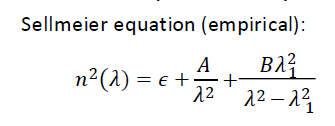 Sellmeier equation (empirical):
n²(λ) = ϵ + A/λ2 + Bλ₁²/(λ2 − λ₁²)